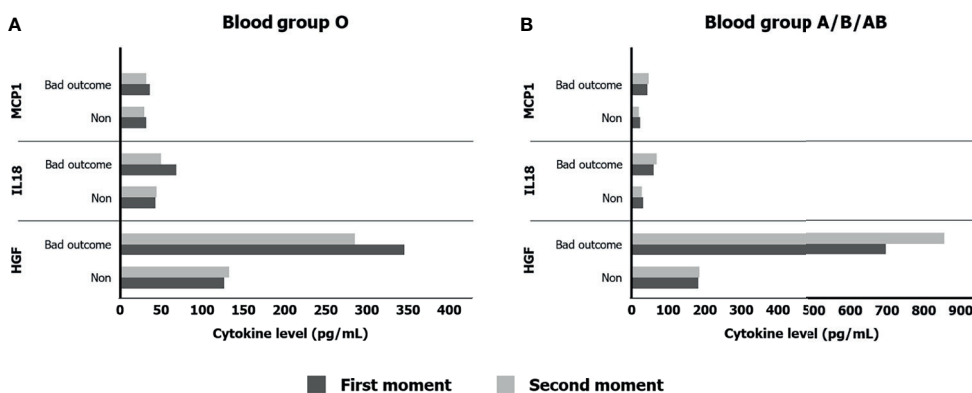 A
Blood group O
MCP1
Bad outcome
Non
IL18
Bad outcome
Non
HGF
Bad outcome
Non
0 50 100 150 200 250 300 350 400
Cytokine level (pg/mL)
B
Blood group A/B/AB
MCP1
Bad outcome
Non
IL18
Bad outcome
Non
HGF
Bad outcome
Non
0 100 200 300 400 500 600 700 800 900
Cytokine level (pg/mL)
First moment Second moment